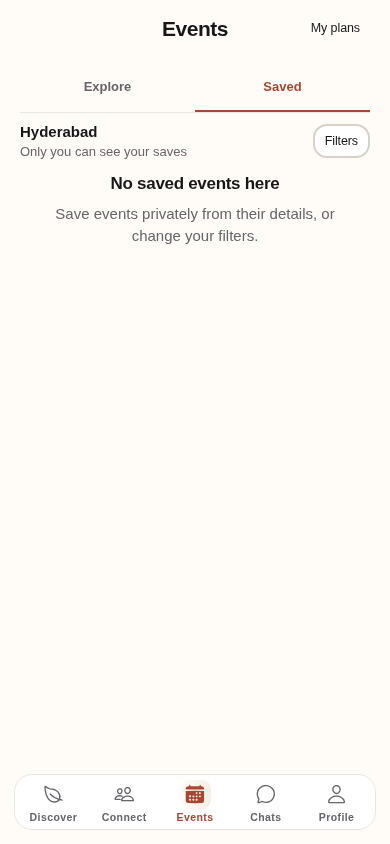 Events
My plans
Explore
Saved
Hyderabad
Only you can see your saves
Filters
No saved events here
Save events privately from their details, or
change your filters.
Discover
Connect
Events
Chats
Profile